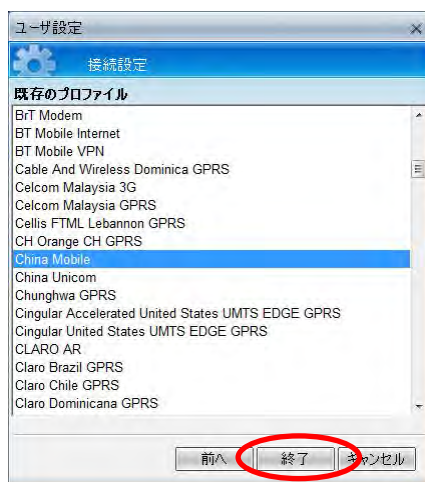 ユーザ設定
接続設定
既存のプロファイル
BrT Modem
BT Mobile Internet
BT Mobile VPN
Cable And Wireless Dominica GPRS
Celcom Malaysia 3G
Celcom Malaysia GPRS
Cellis FTML Lebannon GPRS
CH Orange CH GPRS
China Mobile
China Unicom
Chunghwa GPRS
Cingular Accelerated United States UMTS EDGE GPRS
Cingular United States UMTS EDGE GPRS
CLARO AR
Claro Brazil GPRS
Claro Chile GPRS
Claro Dominicana GPRS
前へ 終了 キャンセル